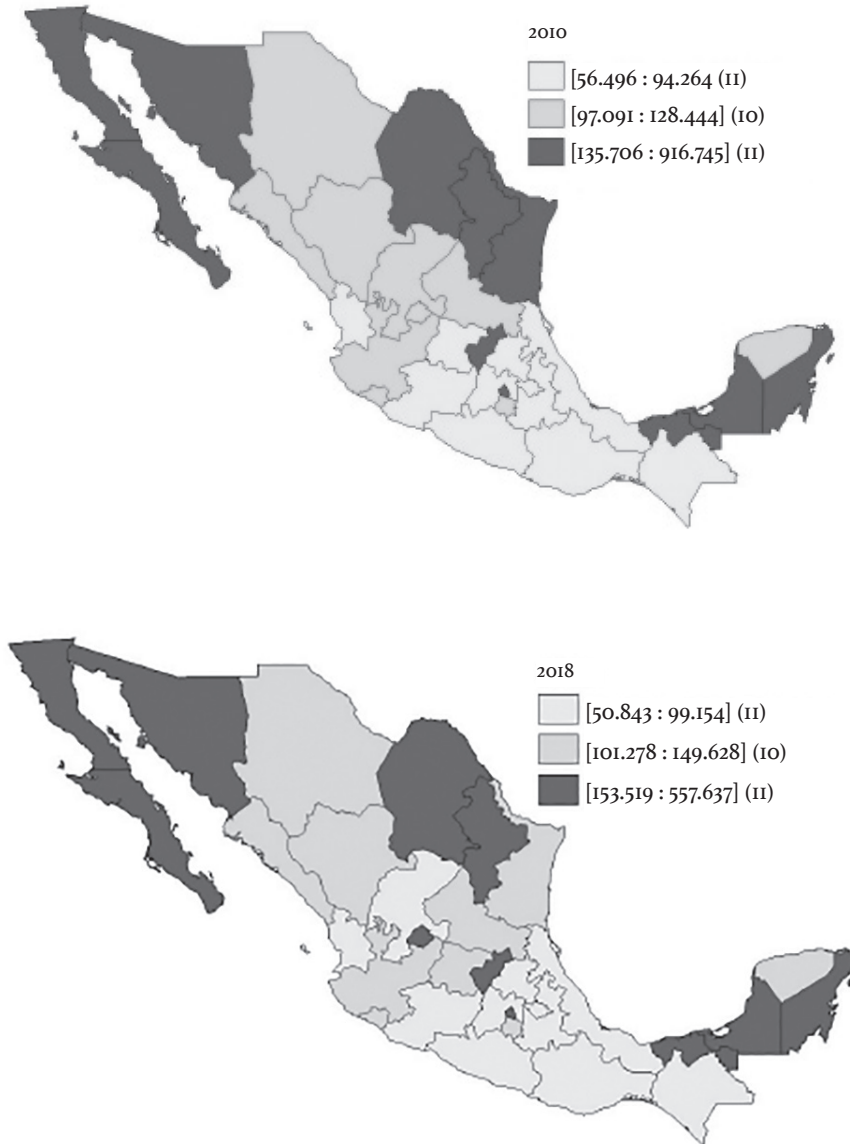 2010
[56.496 : 94.264 (11)
[97.091 : 128.444] (10)
[135.706 : 916.745] (11)
2018
[50.843 : 99.154] (11)
[101.278 : 149.628] (10)
[153.519 : 557.637] (11)